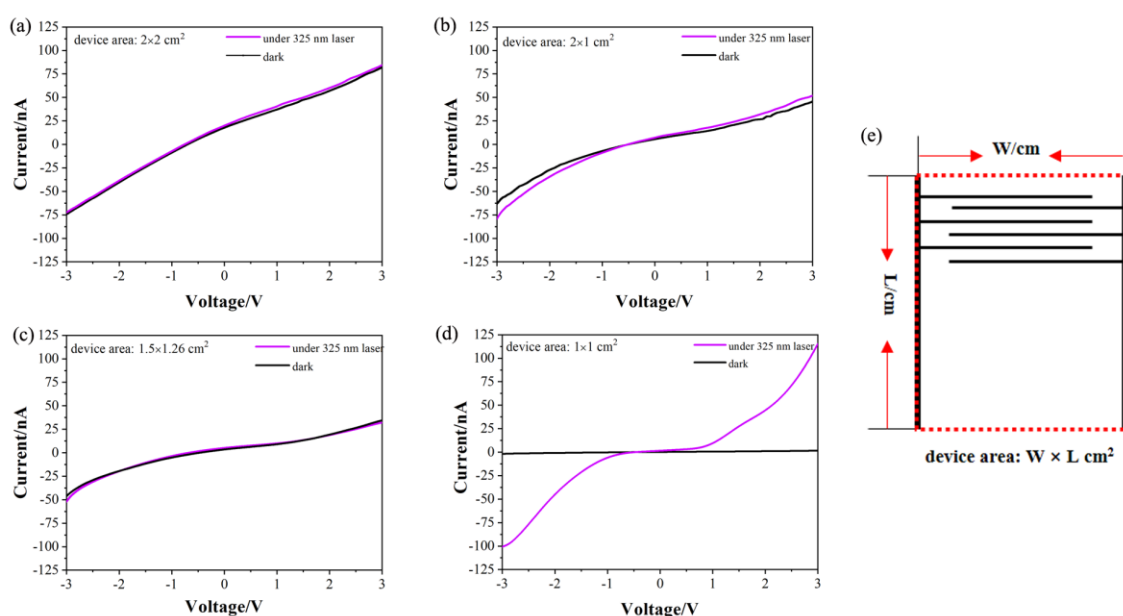 (a)
device area: 2×2 cm²
under 325 nm laser
dark
Current/nA
125
100
75
50
25
0
-25
-50
-75
-100
-125
-3
-2
-1
0
1
2
3
Voltage/V
(b)
device area: 2×1 cm²
under 325 nm laser
dark
Current/nA
125
100
75
50
25
0
-25
-50
-75
-100
-125
-3
-2
-1
0
1
2
3
Voltage/V
(c)
device area: 1.5×1.26 cm²
under 325 nm laser
dark
Current/nA
125
100
75
50
25
0
-25
-50
-75
-100
-125
-3
-2
-1
0
1
2
3
Voltage/V
(d)
device area: 1×1 cm²
under 325 nm laser
dark
Current/nA
125
100
75
50
25
0
-25
-50
-75
-100
-125
-3
-2
-1
0
1
2
3
Voltage/V
(e)
W/cm
L/cm
device area: W × L cm²